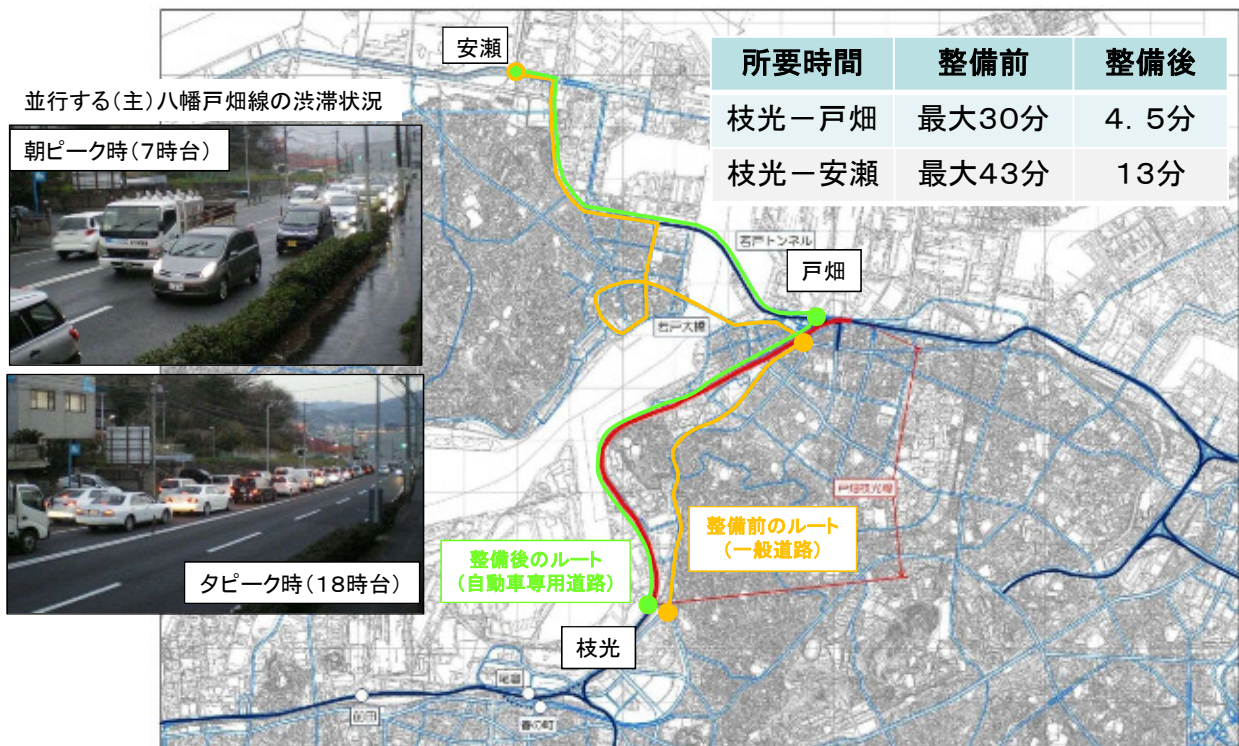 安瀬
並行する(主)八幡戸畑線の渋滞状況
朝ピーク時(7時台)
夕ピーク時(18時台)
所要時間 整備前 整備後
枝光－戸畑 最大30分 4．5分
枝光－安瀬 最大43分 13分
若戸トンネル
戸畑
若戸大橋
戸畑枝光線
整備前のルート
(一般道路)
整備後のルート
(自動車専用道路)
枝光
尾倉
前田
春の町